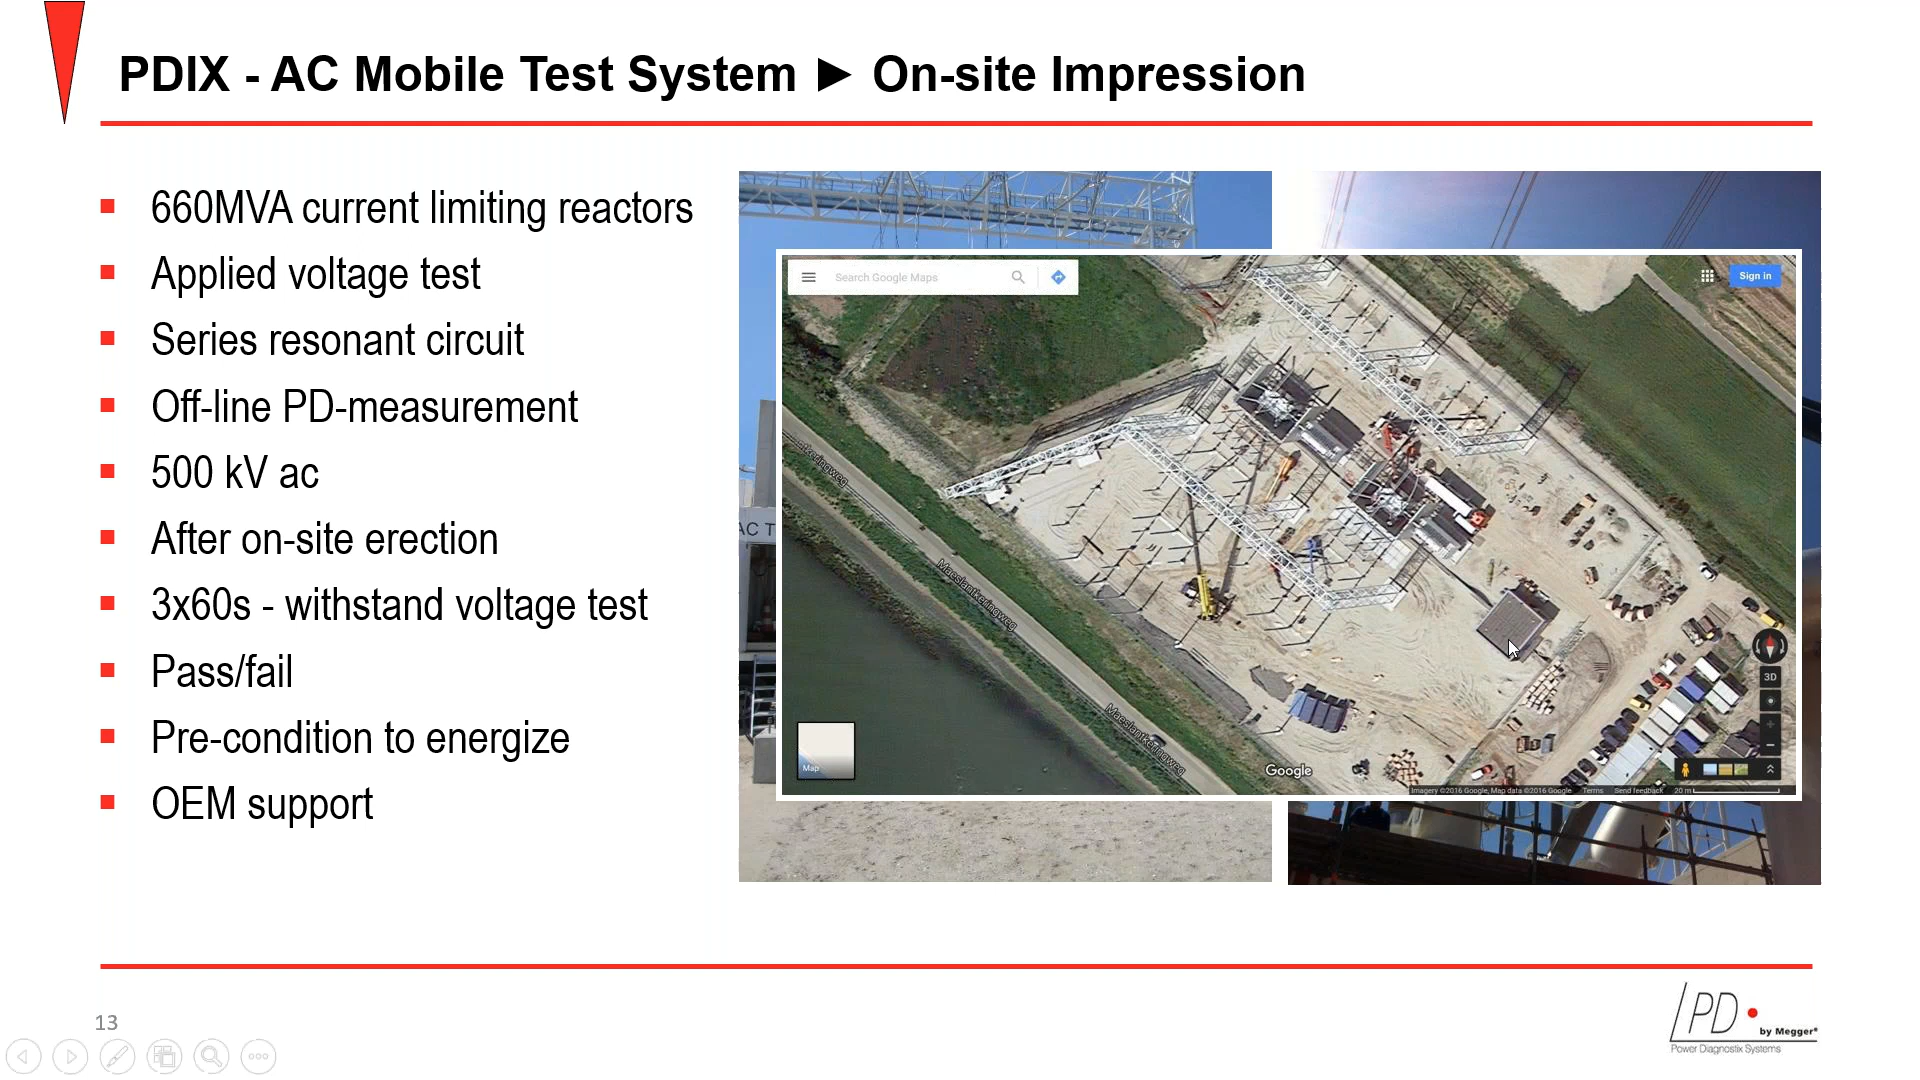 PDIX - AC Mobile Test System ► On-site Impression
660MVA current limiting reactors
Applied voltage test
Series resonant circuit
Off-line PD-measurement
500 kV ac
After on-site erection
3x60s - withstand voltage test
Pass/fail
Pre-condition to energize
OEM support
Search Google Maps
Sign in
Maeslantkeringweg
Maeslantkeringweg
AC T
3D
Map
Google
Imagery ©2016 Google, Map data ©2016 Google Terms Send feedback 20 m
13
PD
by Megger®
Power Diagnostix Systems